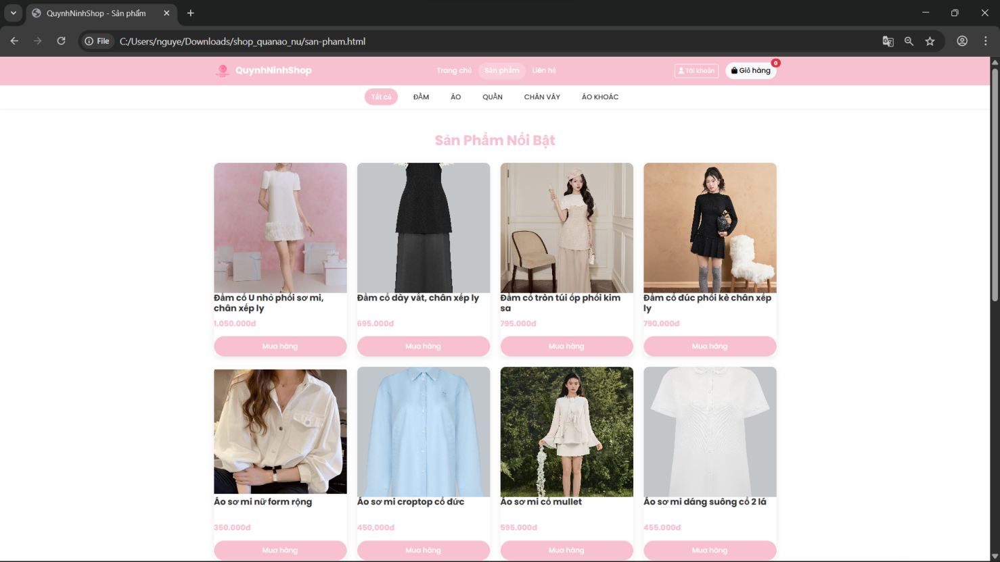 QuynhNinhShop - Sản phẩm
File
C:/Users/nguye/Downloads/shop_quanao_nu/san-pham.html
QuynhNinhShop
Trang chủ
Sản phẩm
Liên hệ
Tài khoản
Giỏ hàng
0
Tất cả
ĐẦM
ÁO
QUẦN
CHÂN VÁY
ÁO KHOÁC
Sản Phẩm Nổi Bật
Đầm cổ U nhỏ phối sơ mi,
chân xếp ly
1.050.000đ
Mua hàng
Đầm cổ dày vắt, chân xếp ly
695.000đ
Mua hàng
Đầm cổ tròn túi ốp phối kim
sa
795.000đ
Mua hàng
Đầm cổ đúc phối kè chân xếp
ly
790.000đ
Mua hàng
Áo sơ mi nữ form rộng
350.000đ
Mua hàng
Áo sơ mi croptop cổ đức
450,000đ
Mua hàng
Áo sơ mi cổ mullet
595.000đ
Mua hàng
Áo sơ mi dáng suông cổ 2 lá
455.000đ
Mua hàng